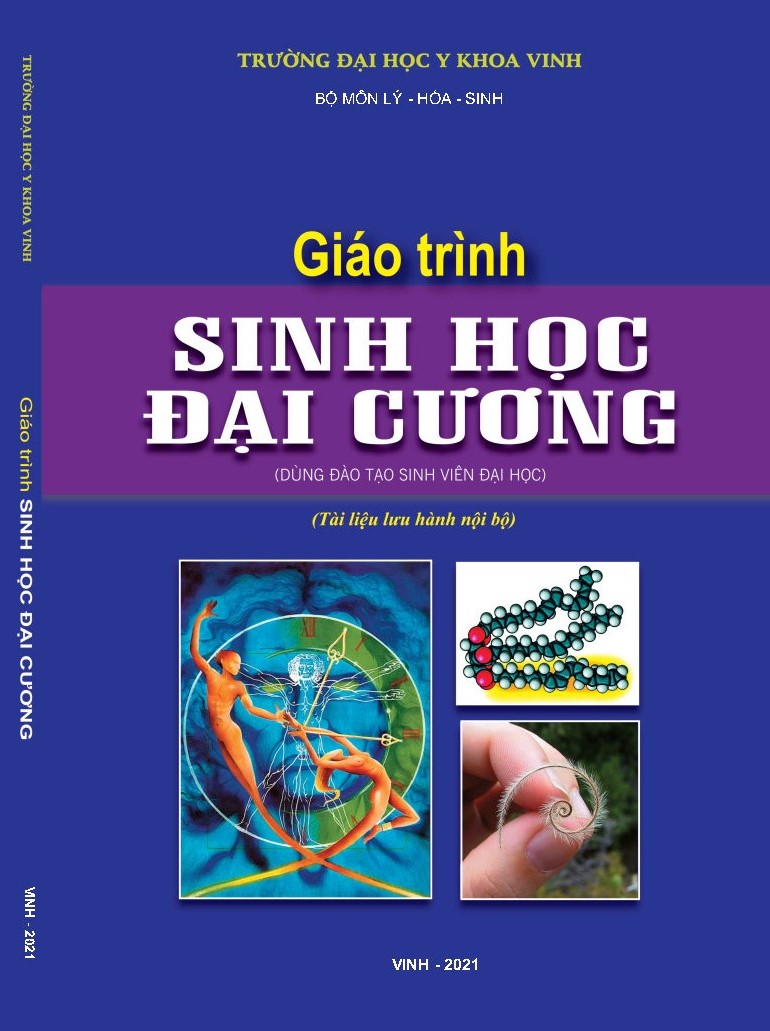 TRƯỜNG ĐẠI HỌC Y KHOA VINH
BỘ MÔN LÝ - HÓA - SINH
Giáo trình
SINH HỌC
ĐẠI CƯƠNG
(DÙNG ĐÀO TẠO SINH VIÊN ĐẠI HỌC)
(Tài liệu lưu hành nội bộ)
VINH - 2021
TRƯỜNG ĐẠI HỌC Y KHOA VINH
Giáo trình SINH HỌC ĐẠI CƯƠNG
VINH - 2021